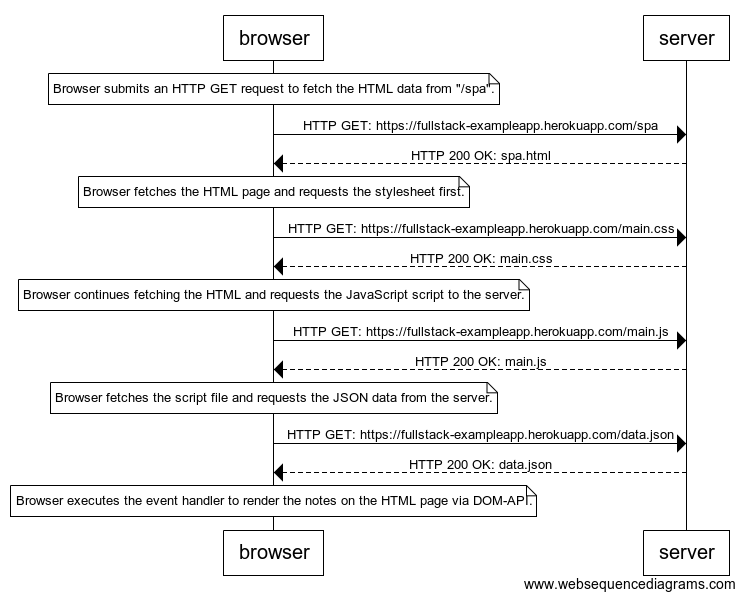 browser
server
Browser submits an HTTP GET request to fetch the HTML data from "/spa".
HTTP GET: https://fullstack-exampleapp.herokuapp.com/spa
HTTP 200 OK: spa.html
Browser fetches the HTML page and requests the stylesheet first.
HTTP GET: https://fullstack-exampleapp.herokuapp.com/main.css
HTTP 200 OK: main.css
Browser continues fetching the HTML and requests the JavaScript script to the server.
HTTP GET: https://fullstack-exampleapp.herokuapp.com/main.js
HTTP 200 OK: main.js
Browser fetches the script file and requests the JSON data from the server.
HTTP GET: https://fullstack-exampleapp.herokuapp.com/data.json
HTTP 200 OK: data.json
Browser executes the event handler to render the notes on the HTML page via DOM-API.
browser
server
www.websequencediagrams.com